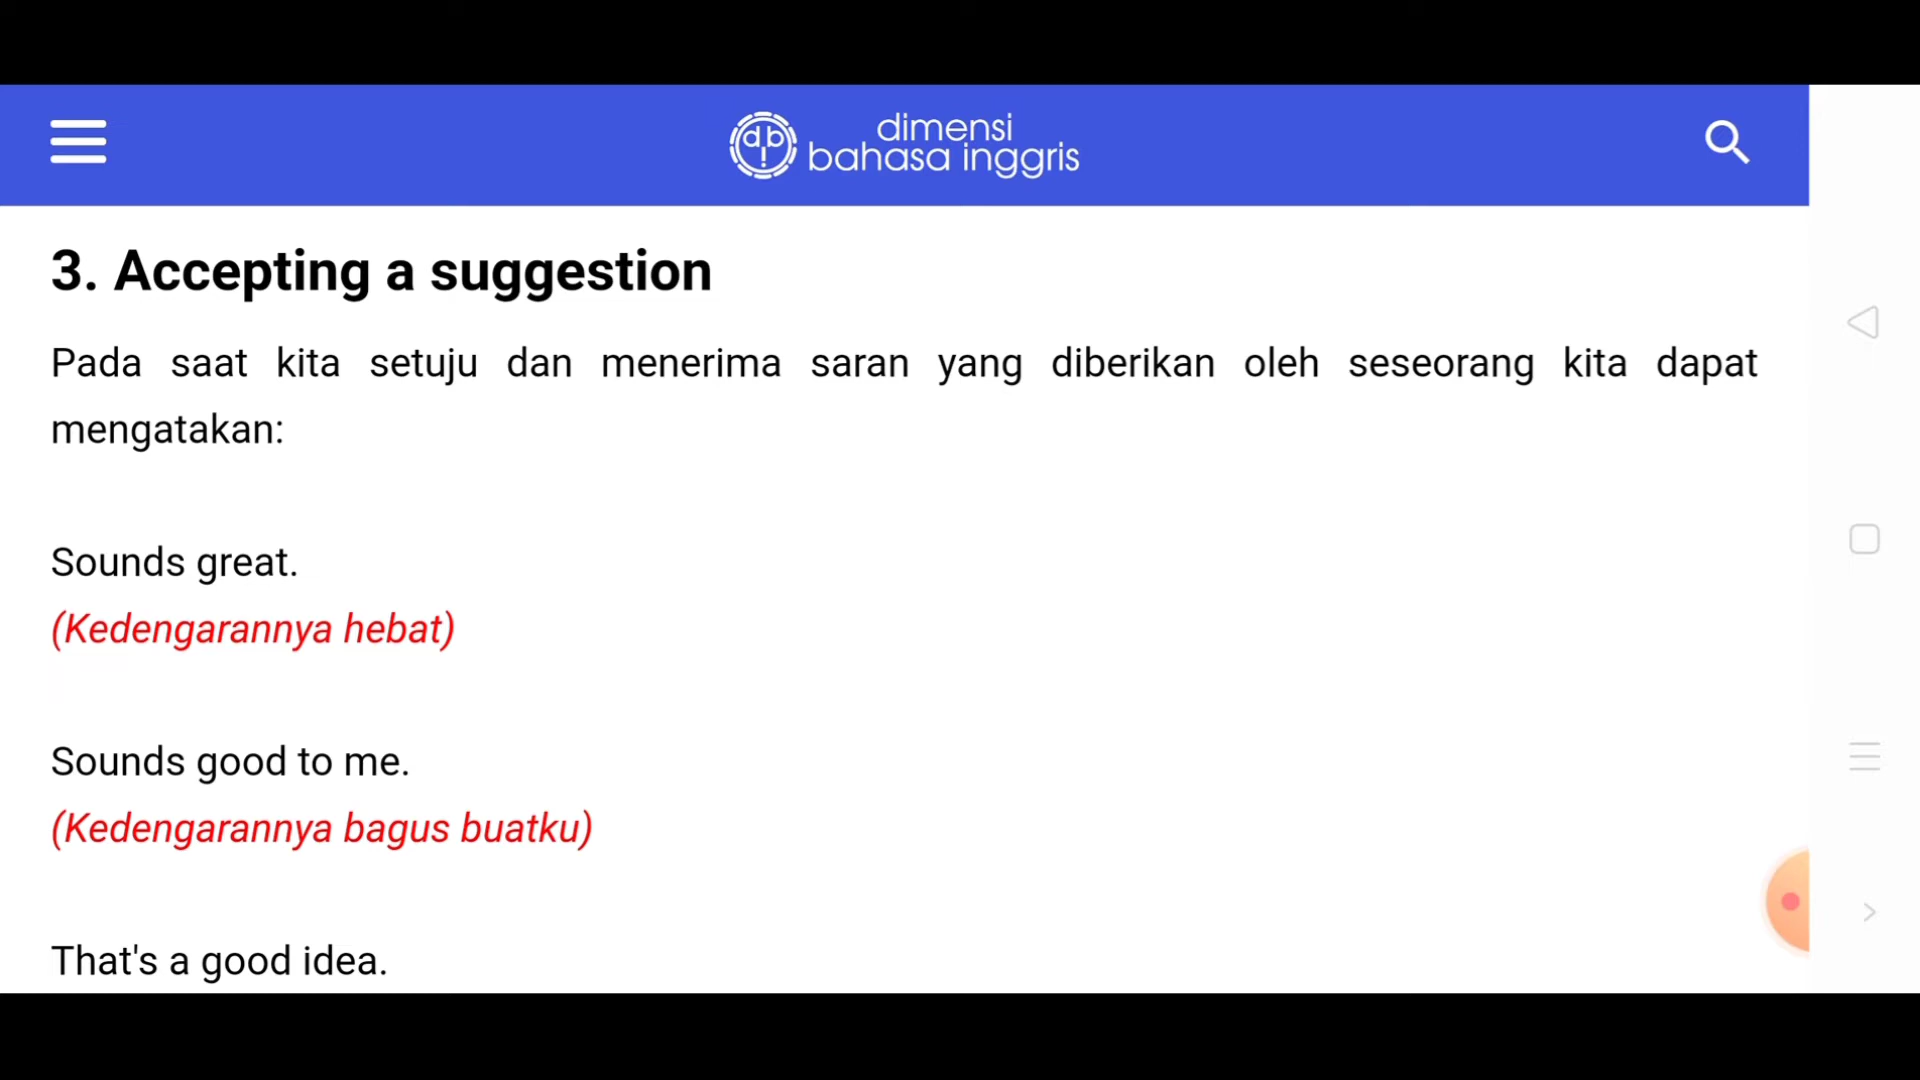 dbi
dimensi
bahasa inggris
3. Accepting a suggestion
Pada saat kita setuju dan menerima saran yang diberikan oleh seseorang kita dapat
mengatakan:
Sounds great.
(Kedengarannya hebat)
Sounds good to me.
(Kedengarannya bagus buatku)
That's a good idea.